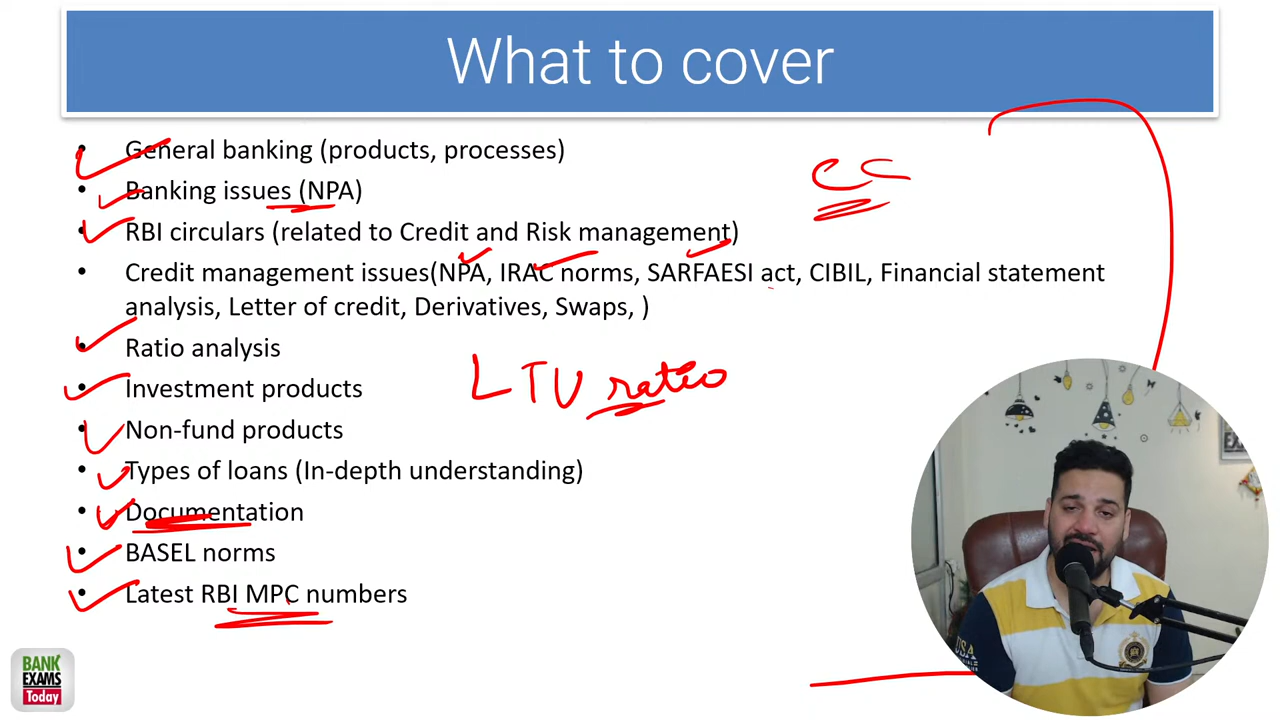 What to cover
• General banking (products, processes)
• Banking issues (NPA)
• RBI circulars (related to Credit and Risk management)
• Credit management issues(NPA, IRAC norms, SARFAESI act, CIBIL, Financial statement
analysis, Letter of credit, Derivatives, Swaps, )
• Ratio analysis
• Investment products
• Non-fund products
• Types of loans (In-depth understanding)
• Documentation
• BASEL norms
• Latest RBI MPC numbers
CC
LTV ratio
BANK
EXAMS
Today